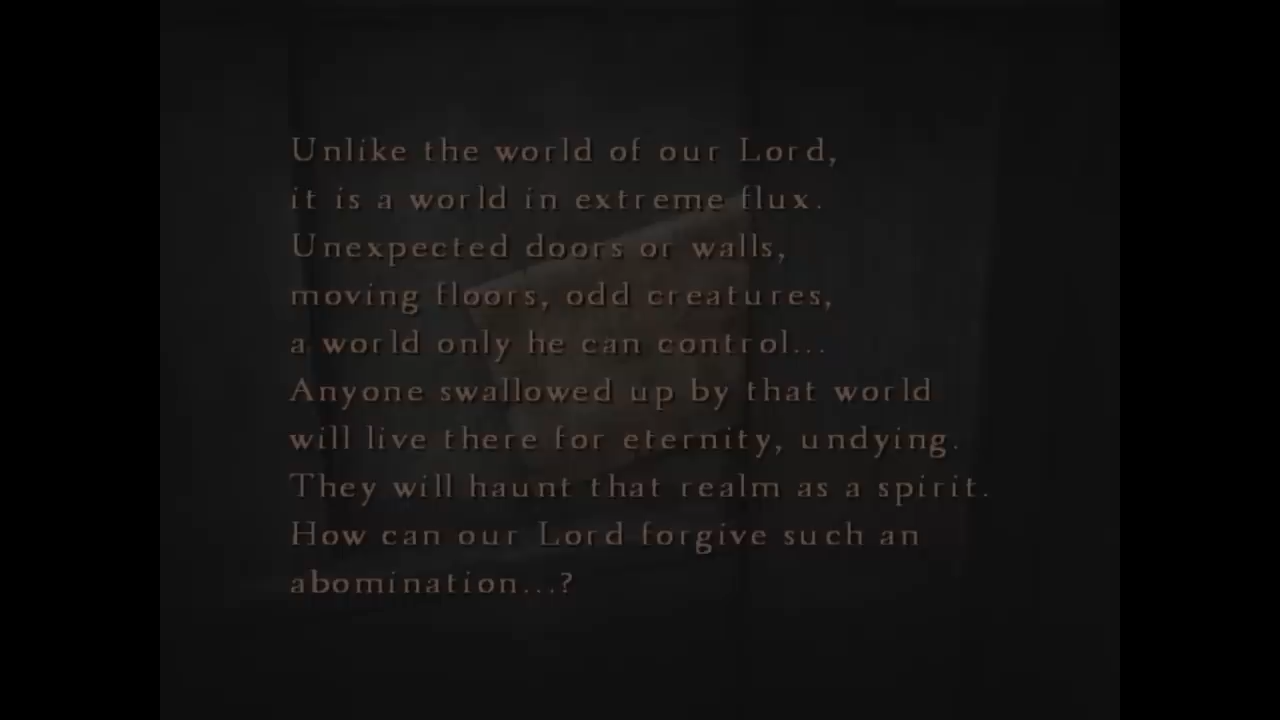 Unlike the world of our Lord,
it is a world in extreme flux.
Unexpected doors or walls,
moving floors, odd creatures,
a world only he can control...
Anyone swallowed up by that world
will live there for eternity, undying.
They will haunt that realm as a spirit.
How can our Lord forgive such an
abomination...?